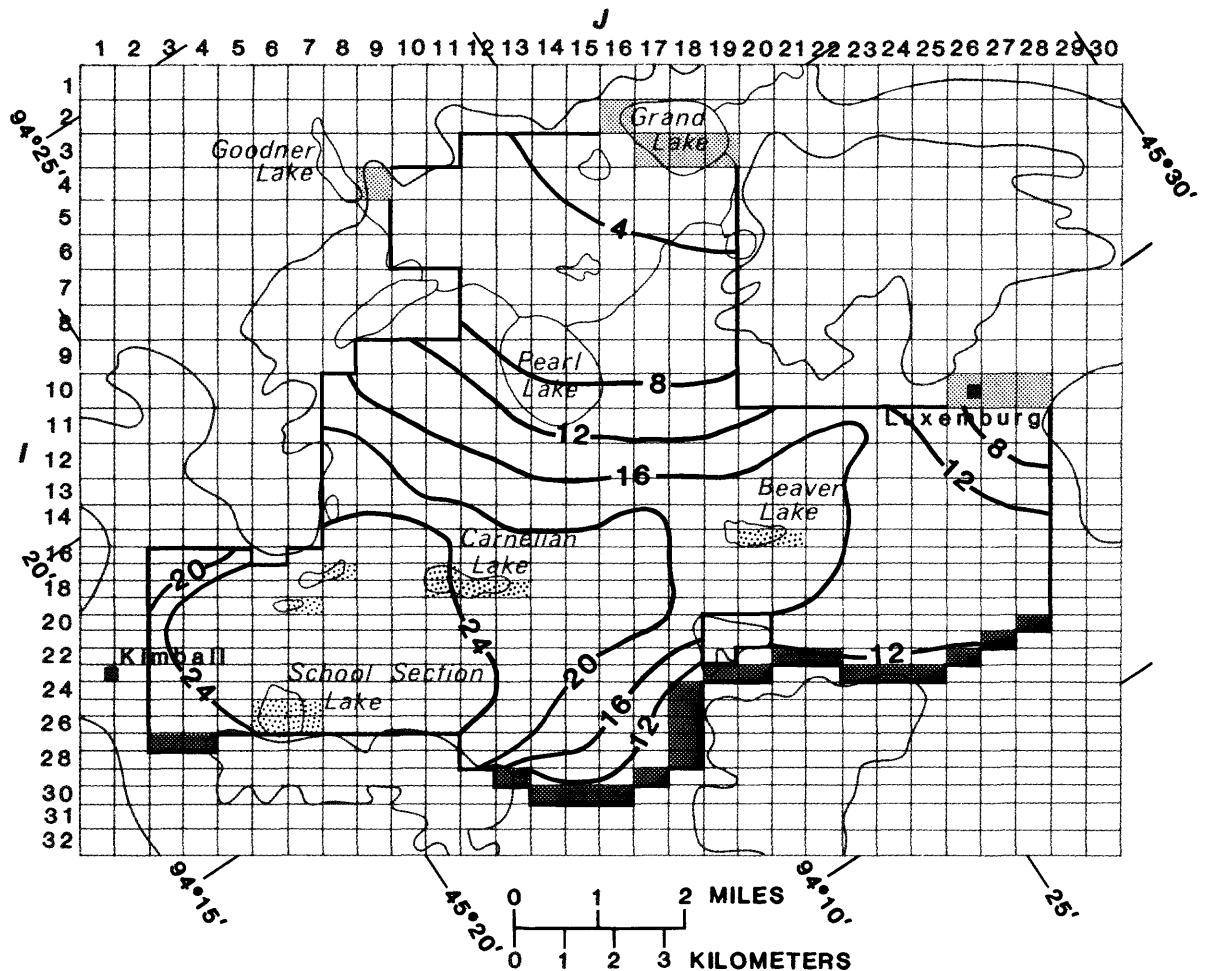 J
1 2 3 4 5 6 7 8 9 10 11 12 13 14 15 16 17 18 19 20 21 22 23 24 25 26 27 28 29 30
1
2
94°25'
Grand
Lake
3
Goodner
Lake
4
45°30'
5
4
6
7
8
9
Pearl
Lake
8
10
Luxemburg
11
12
8
I
12
16
12
13
Beaver
Lake
14
Carnelian
Lake
16
20'
20
18
20
24
22
Kimball
12
24
24
School Section
Lake
20
26
16
12
28
30
31
32
94°15'
45°20'
94°10'
25'
0 1 2 MILES
0 1 2 3 KILOMETERS